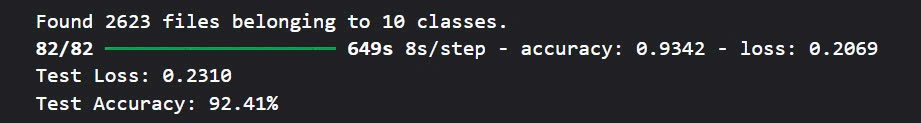 Found 2623 files belonging to 10 classes.
82/82 ━━━━━━━━━━━━━━━━━━━━ 649s 8s/step - accuracy: 0.9342 - loss: 0.2069
Test Loss: 0.2310
Test Accuracy: 92.41%